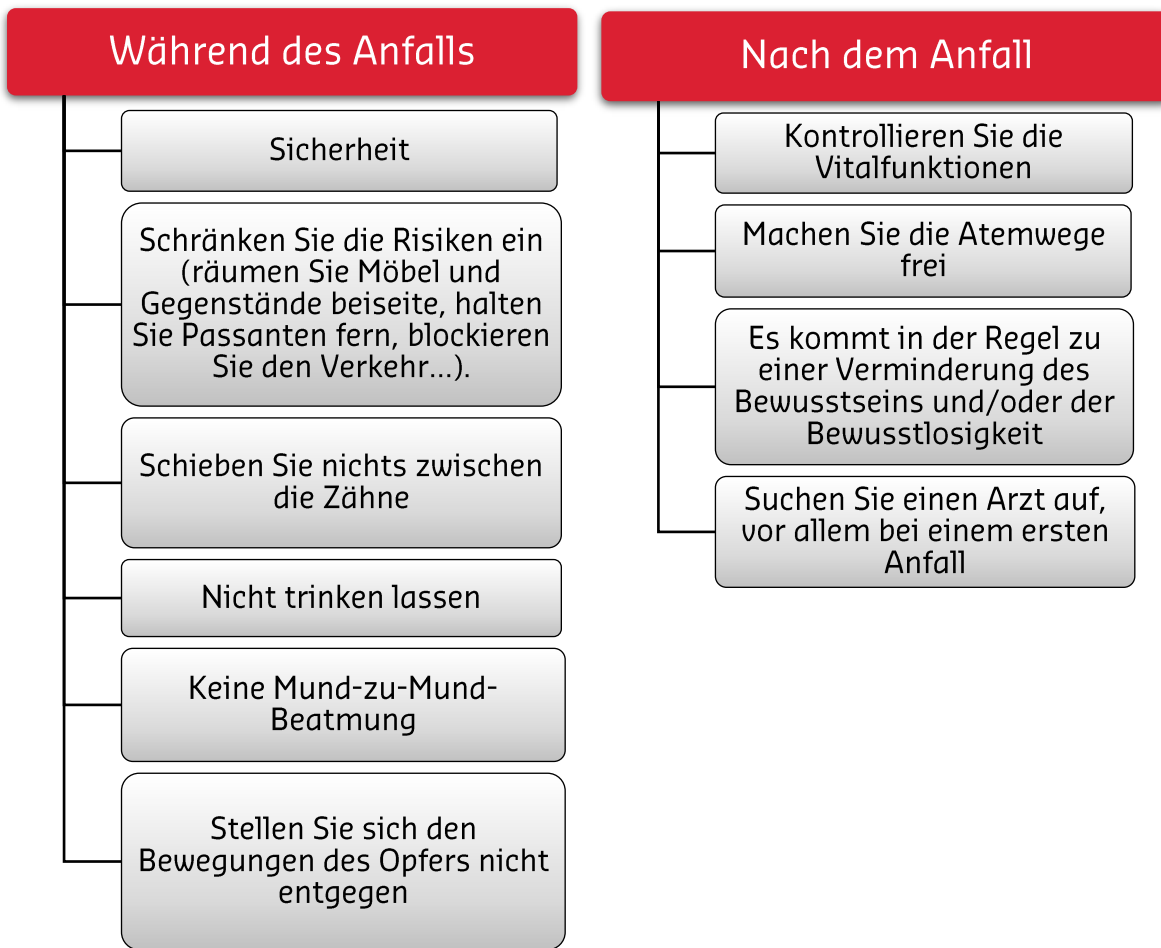 Während des Anfalls
Sicherheit
Schränken Sie die Risiken ein
(räumen Sie Möbel und
Gegenstände beiseite, halten
Sie Passanten fern, blockieren
Sie den Verkehr...).
Schieben Sie nichts zwischen
die Zähne
Nicht trinken lassen
Keine Mund-zu-Mund-
Beatmung
Stellen Sie sich den
Bewegungen des Opfers nicht
entgegen
Nach dem Anfall
Kontrollieren Sie die
Vitalfunktionen
Machen Sie die Atemwege
frei
Es kommt in der Regel zu
einer Verminderung des
Bewusstseins und/oder der
Bewusstlosigkeit
Suchen Sie einen Arzt auf,
vor allem bei einem ersten
Anfall